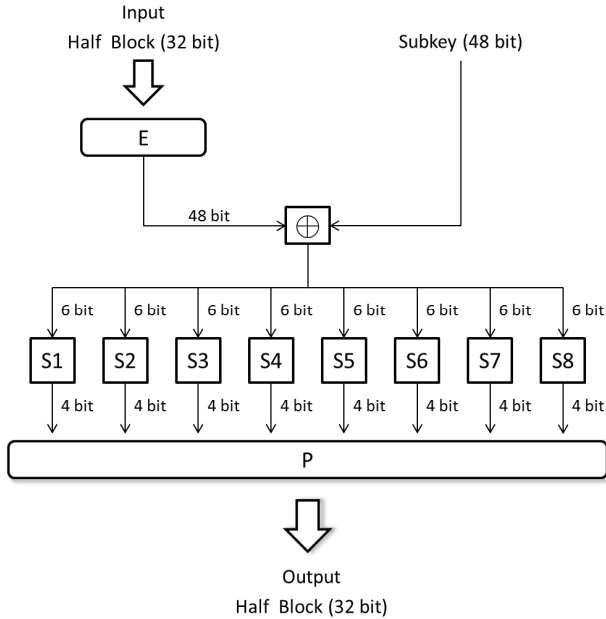 Input
Half Block (32 bit)
Subkey (48 bit)
E
48 bit
6 bit 6 bit 6 bit 6 bit 6 bit 6 bit 6 bit 6 bit
S1 S2 S3 S4 S5 S6 S7 S8
4 bit 4 bit 4 bit 4 bit 4 bit 4 bit 4 bit 4 bit
P
Output
Half Block (32 bit)